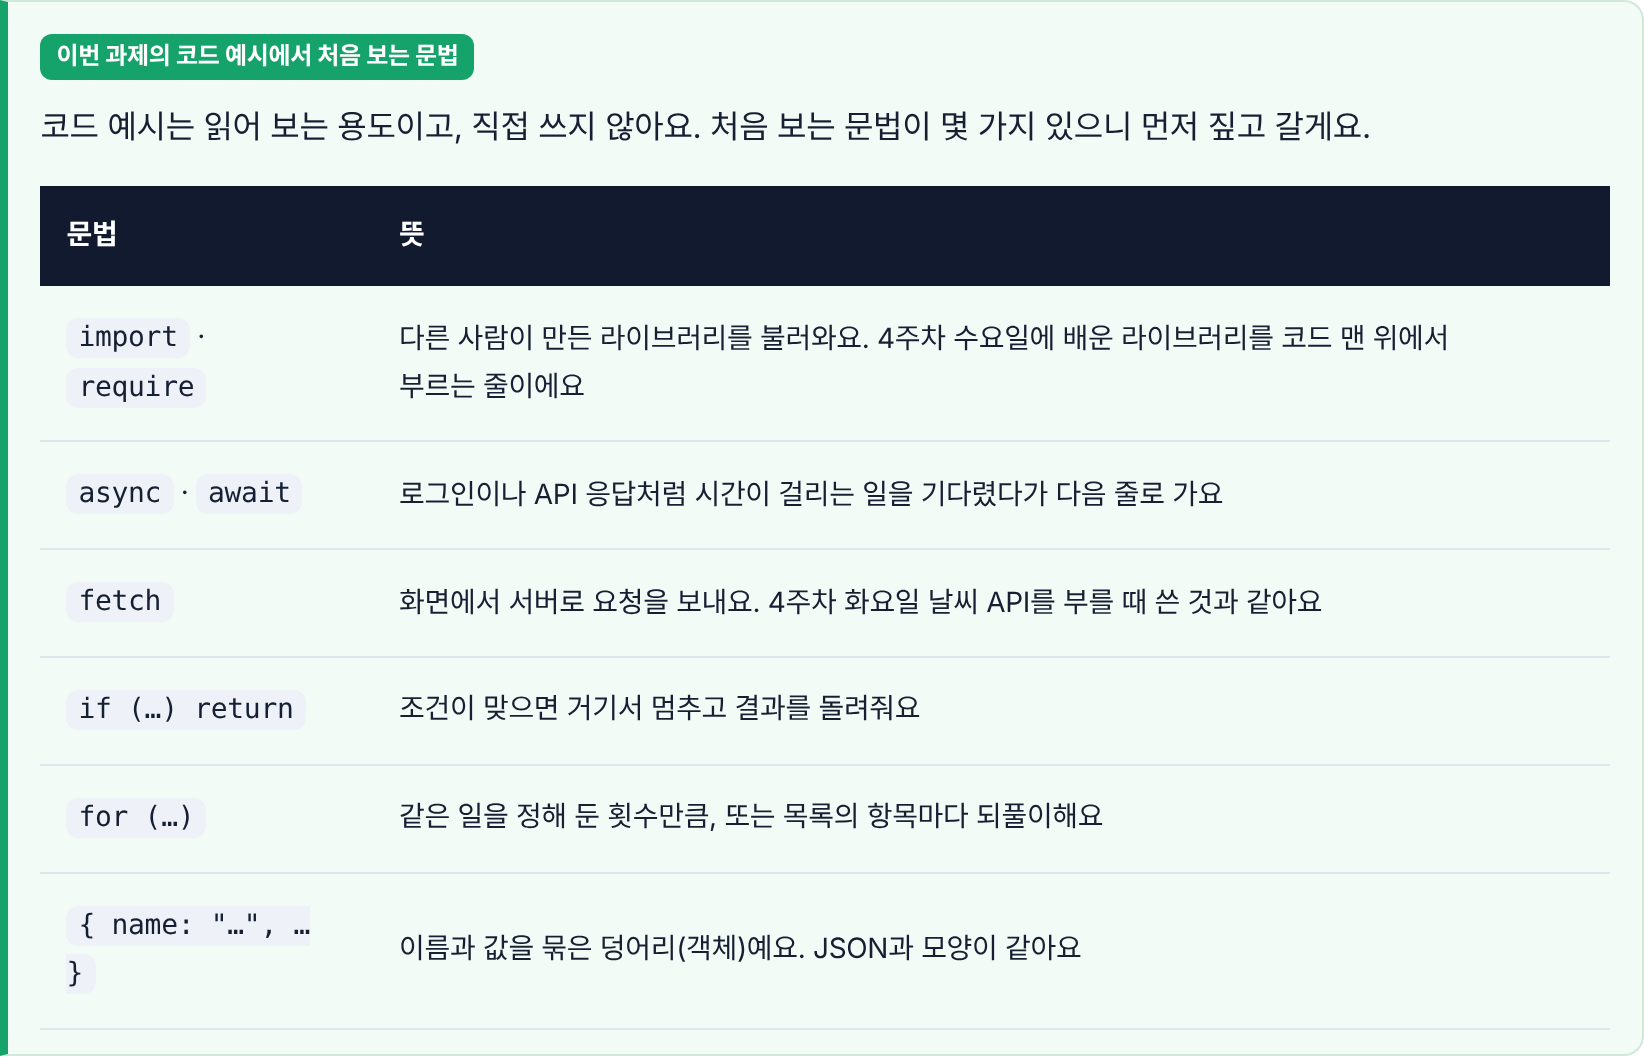 이번 과제의 코드 예시에서 처음 보는 문법
코드 예시는 읽어 보는 용도이고, 직접 쓰지 않아요. 처음 보는 문법이 몇 가지 있으니 먼저 짚고 갈게요.
문법 뜻
import ·
require
다른 사람이 만든 라이브러리를 불러와요. 4주차 수요일에 배운 라이브러리를 코드 맨 위에서
부르는 줄이에요
async · await 로그인이나 API 응답처럼 시간이 걸리는 일을 기다렸다가 다음 줄로 가요
fetch 화면에서 서버로 요청을 보내요. 4주차 화요일 날씨 API를 부를 때 쓴 것과 같아요
if (…) return 조건이 맞으면 거기서 멈추고 결과를 돌려줘요
for (…) 같은 일을 정해 둔 횟수만큼, 또는 목록의 항목마다 되풀이해요
{ name: "…", …
}
이름과 값을 묶은 덩어리(객체)예요. JSON과 모양이 같아요